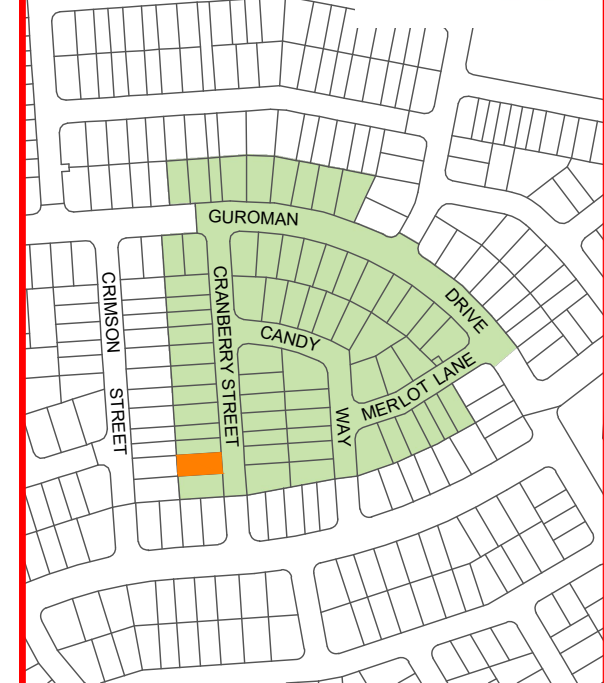 GUROMAN
DRIVE
CRIMSON STREET
CRANBERRY STREET
CANDY
WAY
MERLOT LANE